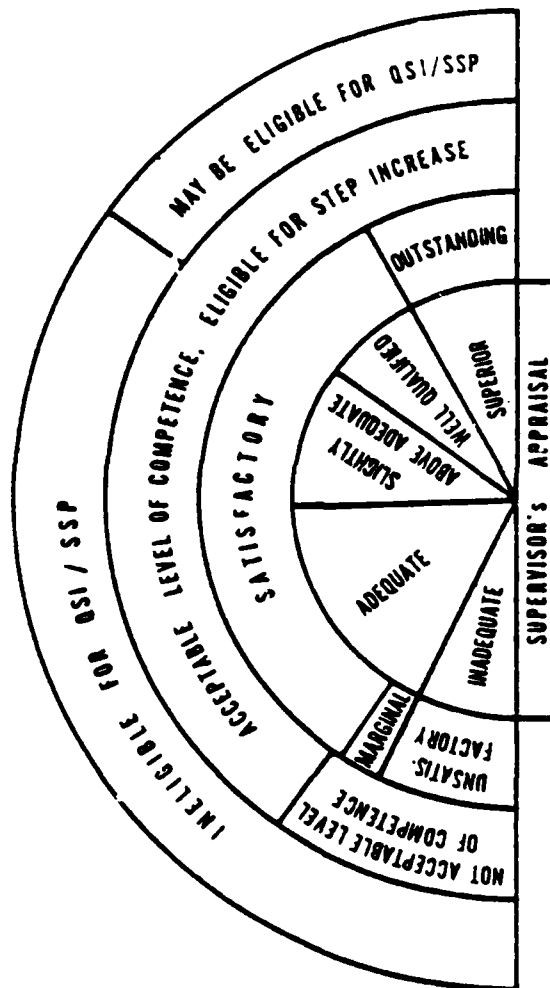 INELIGIBLE FOR QSI / SSP
MAY BE ELIGIBLE FOR QSI/SSP
NOT ACCEPTABLE LEVEL
OF COMPETENCE
ACCEPTABLE LEVEL OF COMPETENCE, ELIGIBLE FOR STEP INCREASE
UNSATIS.
FACTORY
MARGINAL
SATISFACTORY
OUTSTANDING
INADEQUATE
ADEQUATE
SLIGHTLY
ABOVE ADEQUATE
WELL QUALIFIED
SUPERIOR
SUPERVISOR's APPRAISAL